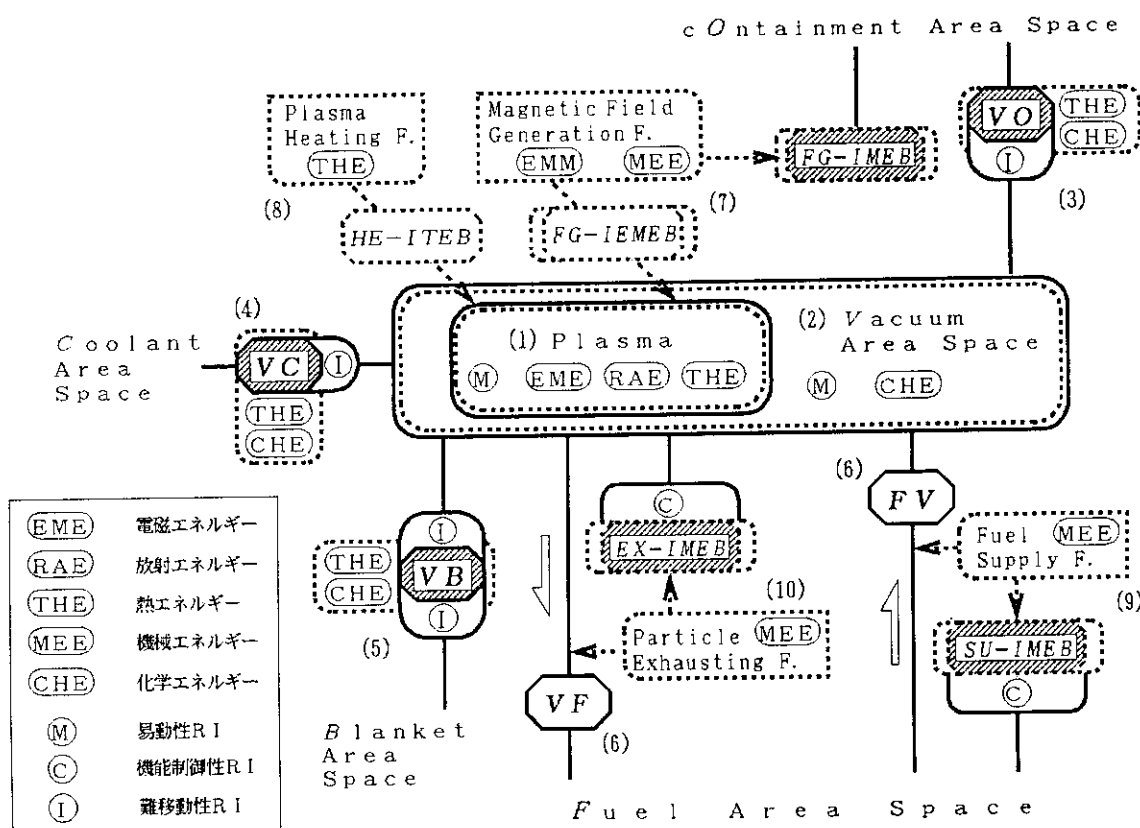 cOntainment Area Space
Plasma
Heating F.
THE
(8)
Magnetic Field
Generation F.
EMM MEE
(7)
FG-IMEB
VO
I
THE
CHE
(3)
HE-ITEB
FG-IEMEB
(4)
Coolant
Area
Space
VC I
THE
CHE
(1) Plasma
M EME RAE THE
(2) Vacuum
Area Space
M CHE
I
VB
I
THE
CHE
(5)
Blanket
Area
Space
C
EX-IMEB
(10)
Particle MEE
Exhausting F.
VF
(6)
(6)
FV
Fuel MEE
Supply F.
(9)
SU-IMEB
C
Fuel Area Space
EME 電磁エネルギー
RAE 放射エネルギー
THE 熱エネルギー
MEE 機械エネルギー
CHE 化学エネルギー
M 易動性RI
C 機能制御性RI
I 難移動性RI